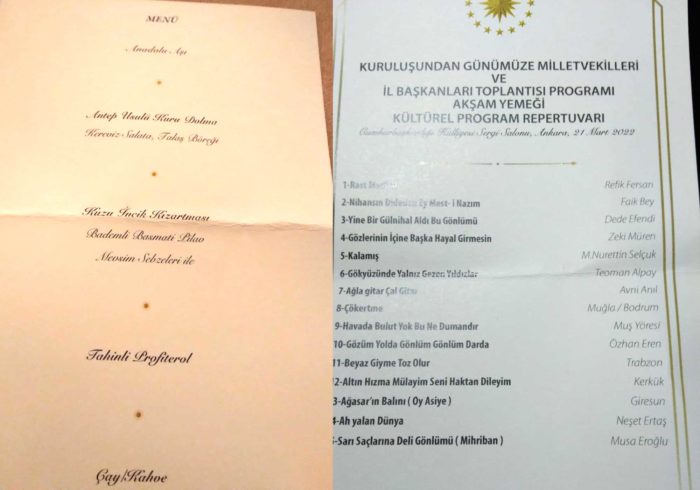 MENÜ
Anadolu Aşı
Antep Usulü Kuru Dolma
Kereviz Salata, Talaş Böreği
Kuzu İncik Kızartması
Bademli Basmati Pilav
Mevsim Sebzeleri ile
Tahinli Profiterol
Çay/Kahve
KURULUŞUNDAN GÜNÜMÜZE MİLLETVEKİLLERİ
VE
İL BAŞKANLARI TOPLANTISI PROGRAMI
AKŞAM YEMEĞİ
KÜLTÜREL PROGRAM REPERTUVARI
Cumhurbaşkanlığı Külliyesi Sergi Salonu, Ankara, 21 Mart 2022
1-Rast Refik Fersan
2-Nihansın Dideden Ey Mest- i Nazım Faik Bey
3-Yine Bir Gülnihal Aldı Bu Gönlümü Dede Efendi
4-Gözlerinin İçine Başka Hayal Girmesin Zeki Müren
5-Kalamış M.Nurettin Selçuk
6-Gökyüzünde Yalnız Gezen Yıldızlar Teoman Alpay
7-Ağla gitar Çal Gitar Avni Anıl
8-Çökertme Muğla / Bodrum
9-Havada Bulut Yok Bu Ne Dumandır Muş Yöresi
10-Gözüm Yolda Gönlüm Gönlüm Darda Özhan Eren
11-Beyaz Giyme Toz Olur Trabzon
2-Altın Hızma Mülayim Seni Haktan Dileyim Kerkük
3-Ağasar'ın Balını ( Oy Asiye ) Giresun
4-Ah yalan Dünya Neşet Ertaş
-Sarı Saçlarına Deli Gönlümü ( Mihriban ) Musa Eroğlu